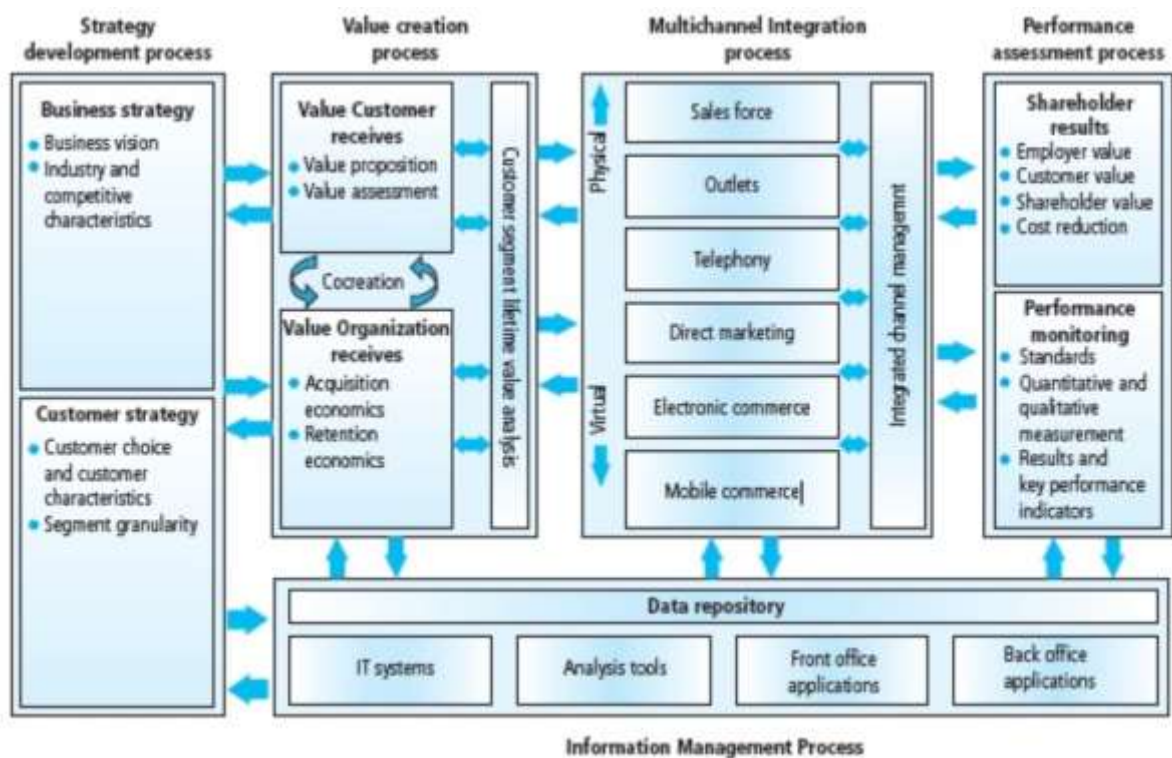 Strategy
development process
Value creation
process
Multichannel Integration
process
Performance
assessment process
Business strategy
Business vision
Industry and
competitive
characteristics
Customer strategy
Customer choice
and customer
characteristics
Segment granularity
Value Customer
receives
Value proposition
Value assessment
Cocreation
Value Organization
receives
Acquisition
economics
Retention
economics
Customer segment lifetime value analysis
Physical
Virtual
Sales force
Outlets
Telephony
Direct marketing
Electronic commerce
Mobile commerce
Integrated channel managemnt
Shareholder
results
Employer value
Customer value
Shareholder value
Cost reduction
Performance
monitoring
Standards
Quantitative and
qualitative
measurement
Results and
key performance
indicators
Data repository
IT systems
Analysis tools
Front office
applications
Back office
applications
Information Management Process